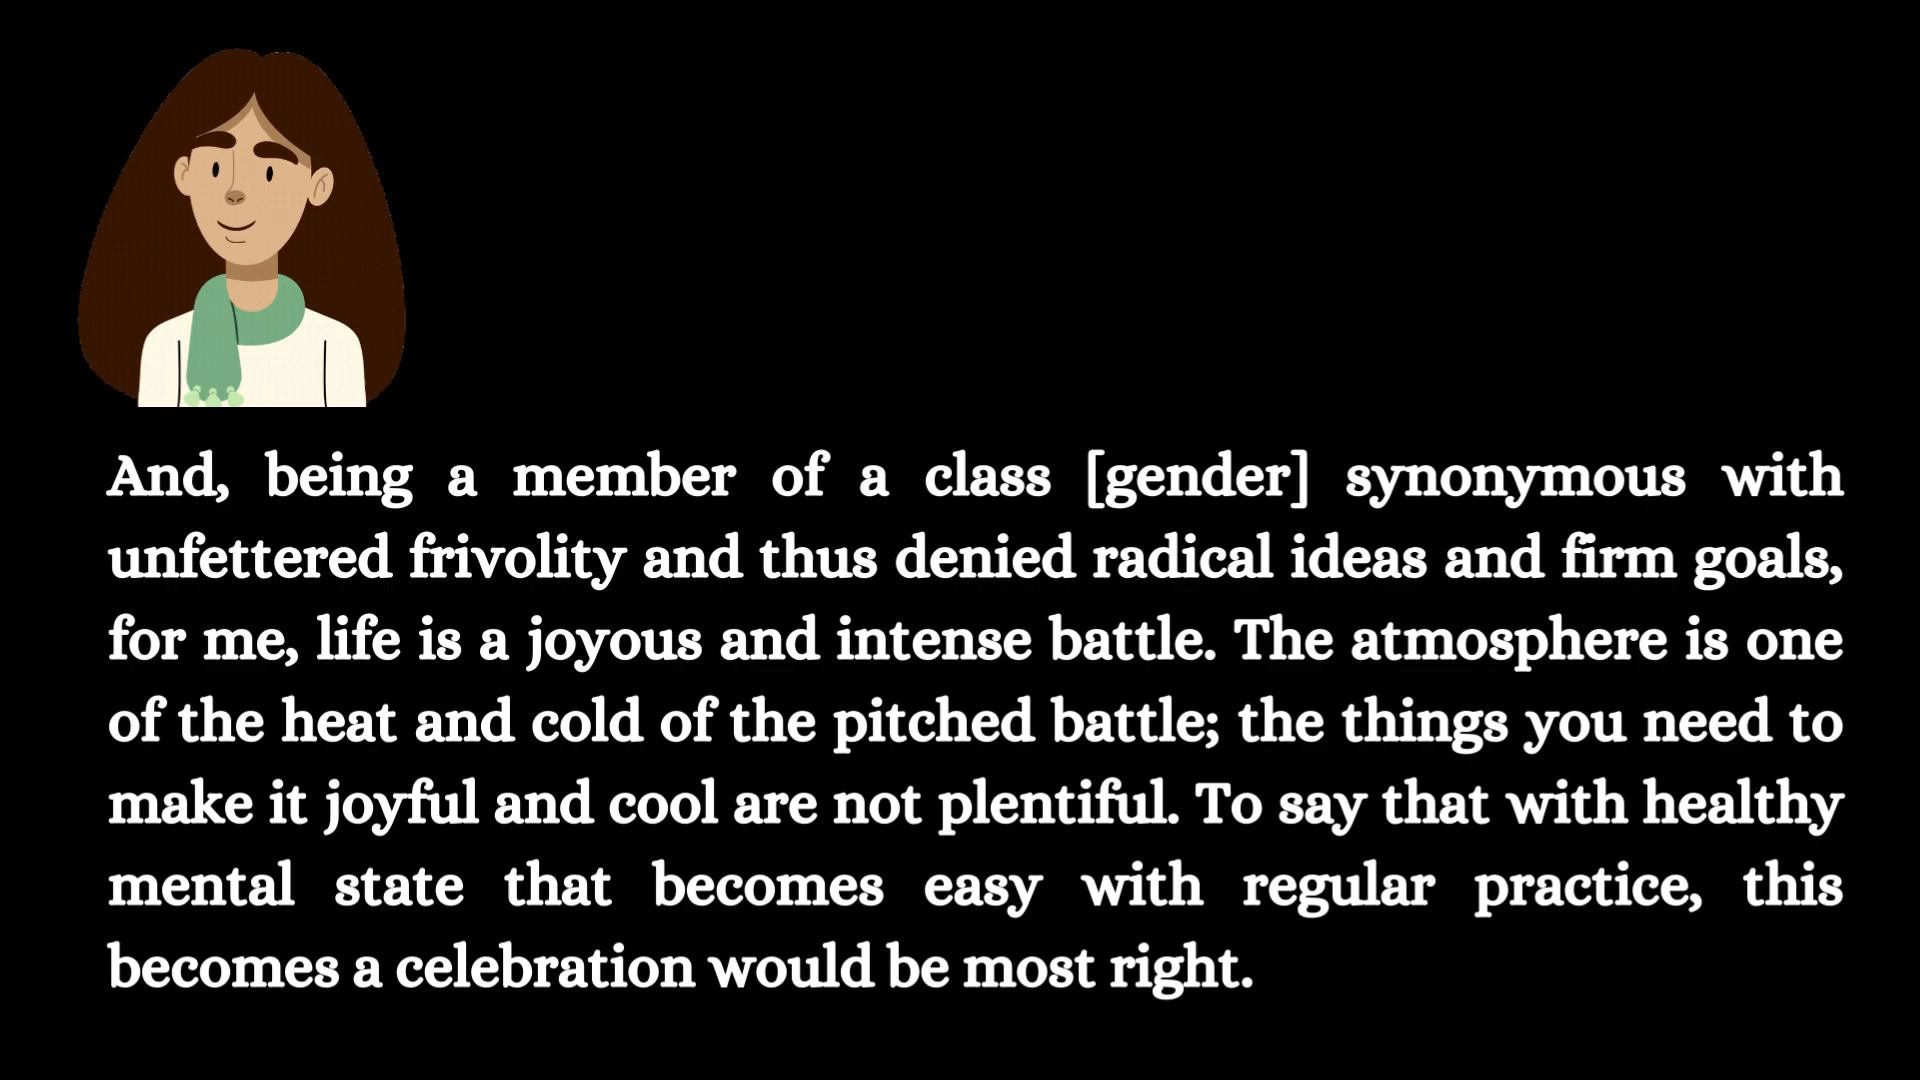 And, being a member of a class [gender] synonymous with
unfettered frivolity and thus denied radical ideas and firm goals,
for me, life is a joyous and intense battle. The atmosphere is one
of the heat and cold of the pitched battle; the things you need to
make it joyful and cool are not plentiful. To say that with healthy
mental state that becomes easy with regular practice, this
becomes a celebration would be most right.